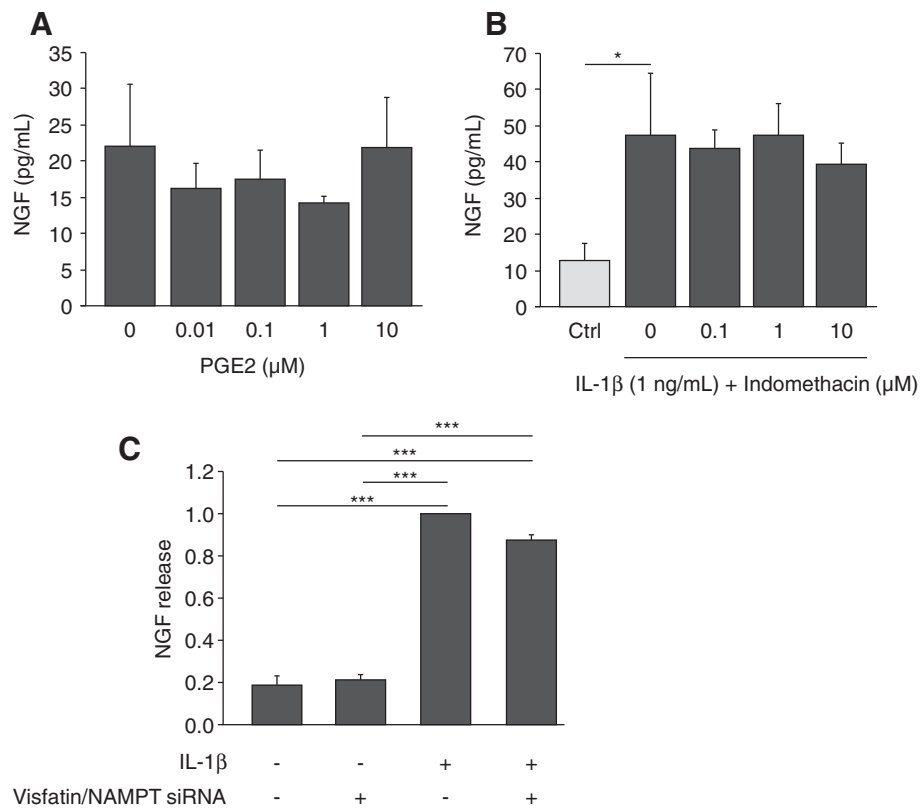 A
NGF (pg/mL)
35
30
25
20
15
10
5
0
0 0.01 0.1 1 10
PGE2 (μM)
B
NGF (pg/mL)
70
60
50
40
30
20
10
0
*
Ctrl 0 0.1 1 10
IL-1β (1 ng/mL) + Indomethacin (μM)
C
NGF release
***
***
***
***
1.2
1.0
0.8
0.6
0.4
0.2
0.0
IL-1β - - + +
Visfatin/NAMPT siRNA - + - +